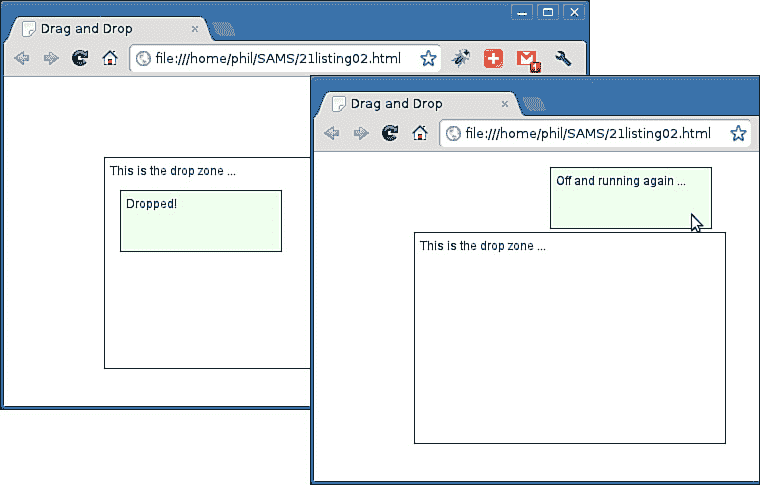 Drag and Drop
file:///home/phil/SAMS/21listing02.html
This is the drop zone ...
Dropped!
Drag and Drop
file:///home/phil/SAMS/21listing02.html
Off and running again ...
This is the drop zone ...